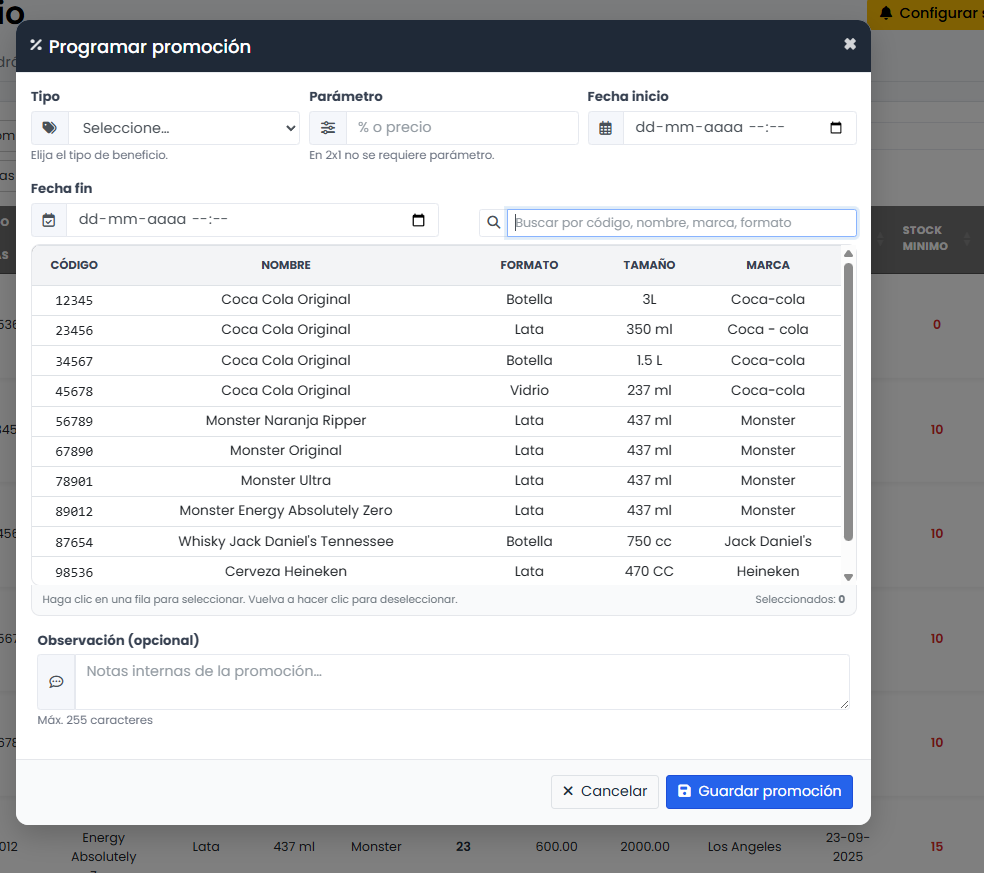 io
Configurar
Programar promoción
Tipo
Parámetro
Fecha inicio
Seleccione...
% o precio
dd-mm-aaaa --:--
Elija el tipo de beneficio.
En 2x1 no se requiere parámetro.
Fecha fin
dd-mm-aaaa --:--
Buscar por código, nombre, marca, formato
STOCK MINIMO
CÓDIGO NOMBRE FORMATO TAMAÑO MARCA
12345 Coca Cola Original Botella 3L Coca-cola
23456 Coca Cola Original Lata 350 ml Coca - cola
34567 Coca Cola Original Botella 1.5 L Coca-cola
45678 Coca Cola Original Vidrio 237 ml Coca-cola
56789 Monster Naranja Ripper Lata 437 ml Monster
67890 Monster Original Lata 437 ml Monster
78901 Monster Ultra Lata 437 ml Monster
89012 Monster Energy Absolutely Zero Lata 437 ml Monster
87654 Whisky Jack Daniel's Tennessee Botella 750 cc Jack Daniel's
98536 Cerveza Heineken Lata 470 CC Heineken
Haga clic en una fila para seleccionar. Vuelva a hacer clic para deseleccionar.
Seleccionados: 0
0
10
10
10
10
Observación (opcional)
Notas internas de la promoción...
Máx. 255 caracteres
Cancelar
Guardar promoción
012 Energy Absolutely Lata 437 ml Monster 23 600.00 2000.00 Los Angeles 23-09-2025 15